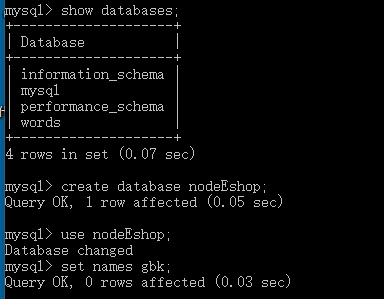 mysql> show databases;
+--------------------+
| Database           |
+--------------------+
| information_schema |
| mysql              |
| performance_schema |
| words              |
+--------------------+
4 rows in set (0.07 sec)
mysql> create database nodeEshop;
Query OK, 1 row affected (0.05 sec)
mysql> use nodeEshop;
Database changed
mysql> set names gbk;
Query OK, 0 rows affected (0.03 sec)